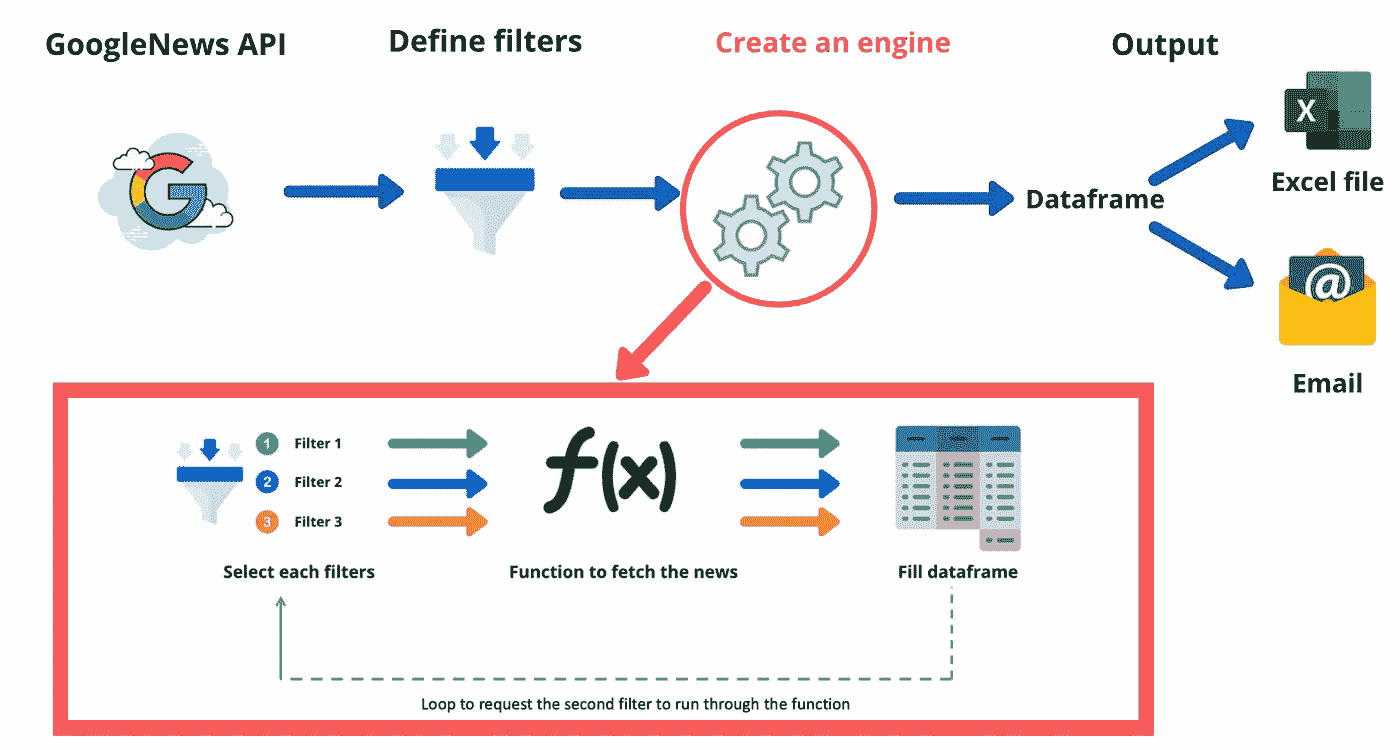 GoogleNews API
Define filters
Create an engine
Output
X
Excel file
Dataframe
@
Email
1 Filter 1
2 Filter 2
3 Filter 3
f(x)
Select each filters
Function to fetch the news
Fill dataframe
Loop to request the second filter to run through the function